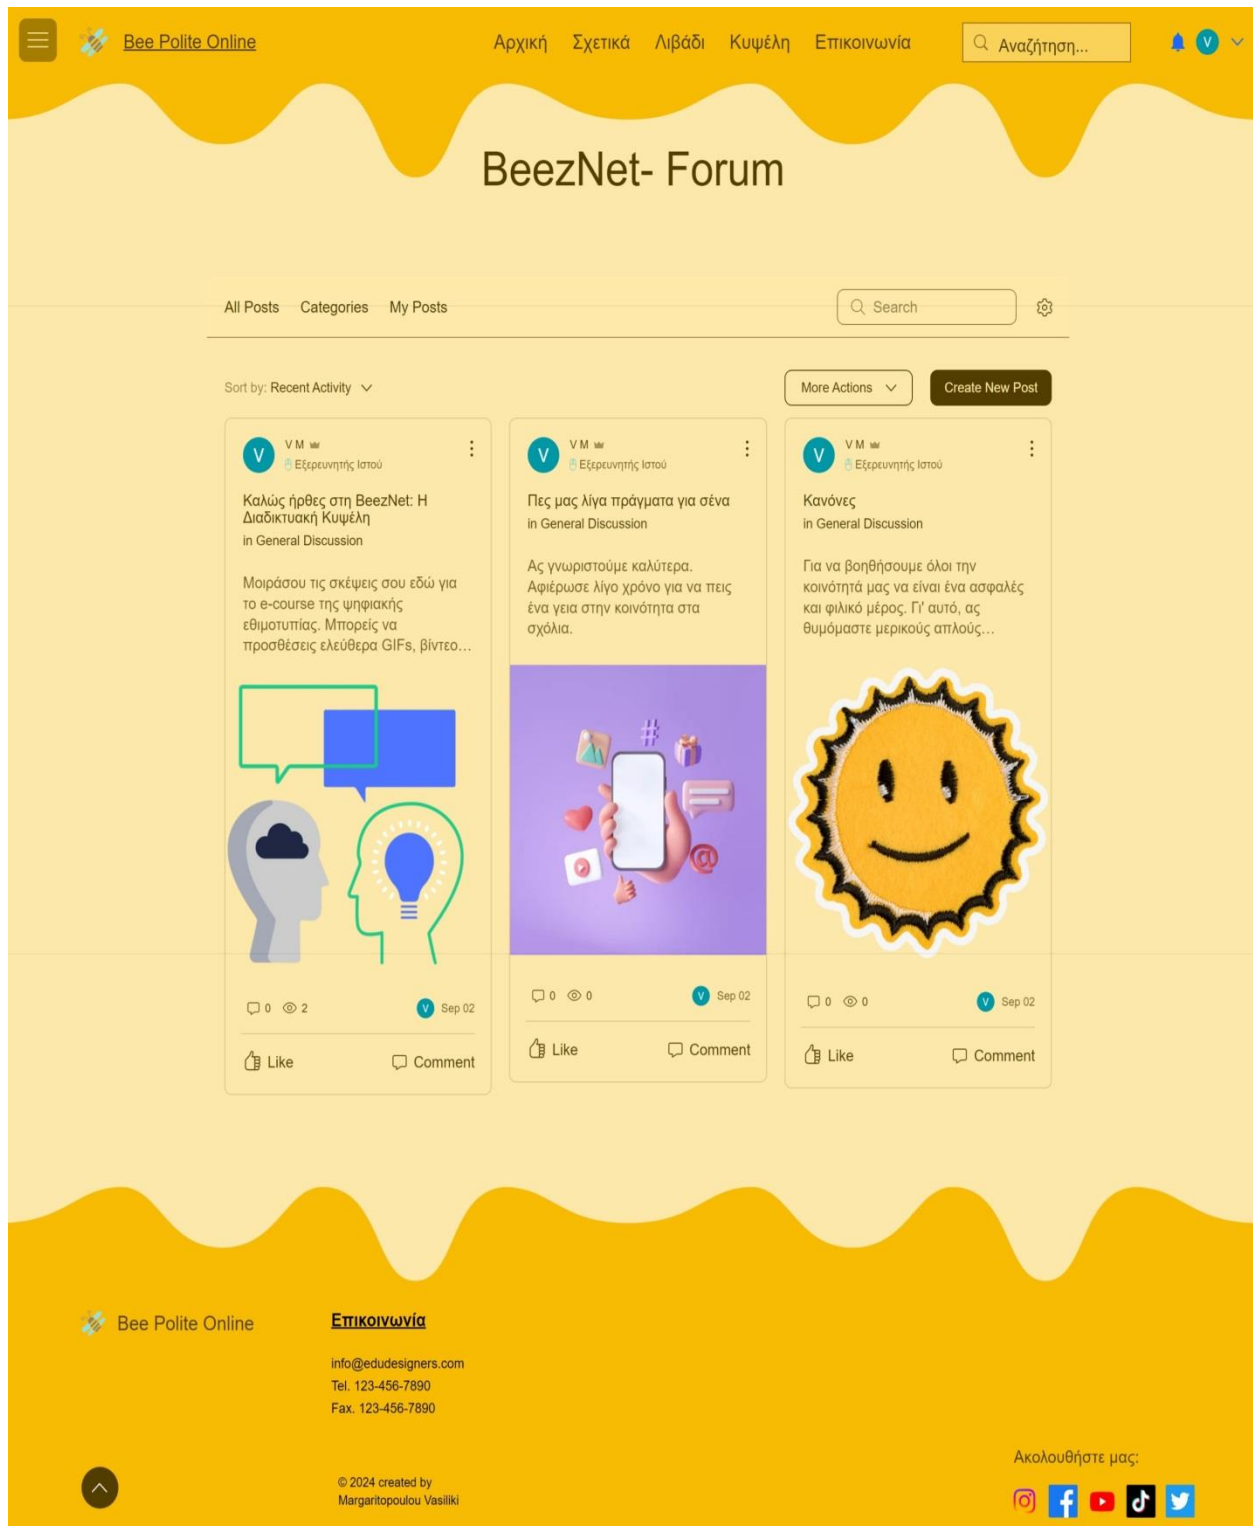 Bee Polite Online
Αρχική Σχετικά Λιβάδι Κυψέλη Επικοινωνία
Αναζήτηση...
V
BeezNet- Forum
All Posts Categories My Posts
Search
Sort by: Recent Activity
More Actions
Create New Post
V
V M
Εξερευνητής Ιστού
Καλώς ήρθες στη BeezNet: Η
Διαδικτυακή Κυψέλη
in General Discussion
Μοιράσου τις σκέψεις σου εδώ για
το e-course της ψηφιακής
εθιμοτυπίας. Μπορείς να
προσθέσεις ελεύθερα GIFs, βίντεο...
0 2
V Sep 02
Like Comment
V
V M
Εξερευνητής Ιστού
Πες μας λίγα πράγματα για σένα
in General Discussion
Ας γνωριστούμε καλύτερα.
Αφιέρωσε λίγο χρόνο για να πεις
ένα γεια στην κοινότητα στα
σχόλια.
#
@
0 0
V Sep 02
Like Comment
V
V M
Εξερευνητής Ιστού
Κανόνες
in General Discussion
Για να βοηθήσουμε όλοι την
κοινότητά μας να είναι ένα ασφαλές
και φιλικό μέρος. Γι' αυτό, ας
θυμόμαστε μερικούς απλούς...
0 0
V Sep 02
Like Comment
Bee Polite Online
Επικοινωνία
info@edudesigners.com
Tel. 123-456-7890
Fax. 123-456-7890
© 2024 created by
Margaritopoulou Vasiliki
Ακολουθήστε μας: